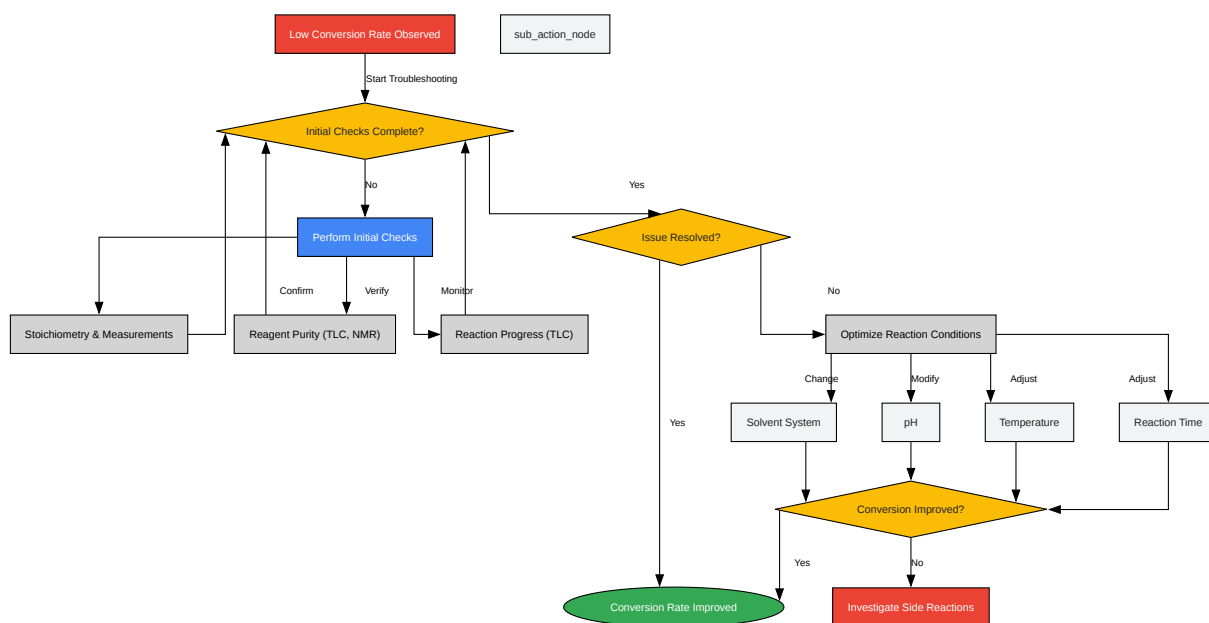 Low Conversion Rate Observed
sub_action_node
Start Troubleshooting
Initial Checks Complete?
No
Yes
Perform Initial Checks
Issue Resolved?
Confirm
Verify
Monitor
No
Stoichiometry & Measurements
Reagent Purity (TLC, NMR)
Reaction Progress (TLC)
Optimize Reaction Conditions
Change
Modify
Adjust
Adjust
Yes
Solvent System
pH
Temperature
Reaction Time
Conversion Improved?
Yes
No
Conversion Rate Improved
Investigate Side Reactions